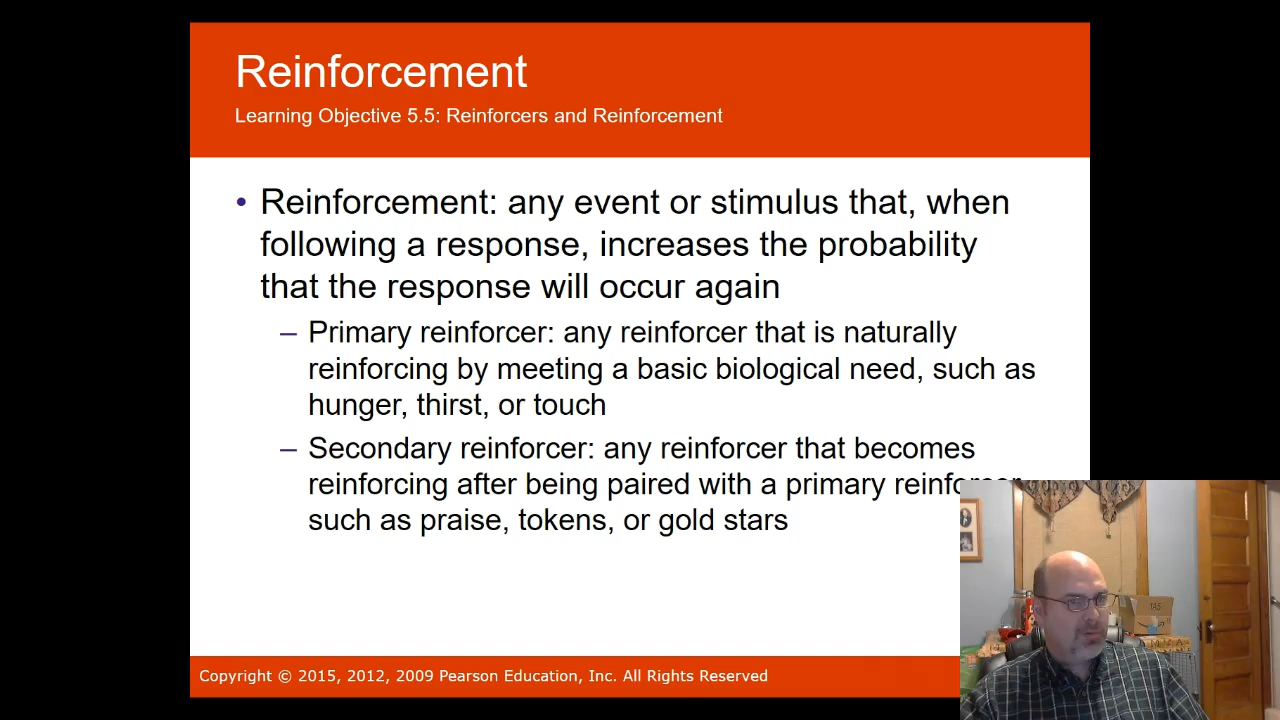 Reinforcement
Learning Objective 5.5: Reinforcers and Reinforcement
• Reinforcement: any event or stimulus that, when
following a response, increases the probability
that the response will occur again
– Primary reinforcer: any reinforcer that is naturally
reinforcing by meeting a basic biological need, such as
hunger, thirst, or touch
– Secondary reinforcer: any reinforcer that becomes
reinforcing after being paired with a primary reinforcer,
such as praise, tokens, or gold stars
Copyright © 2015, 2012, 2009 Pearson Education, Inc. All Rights Reserved